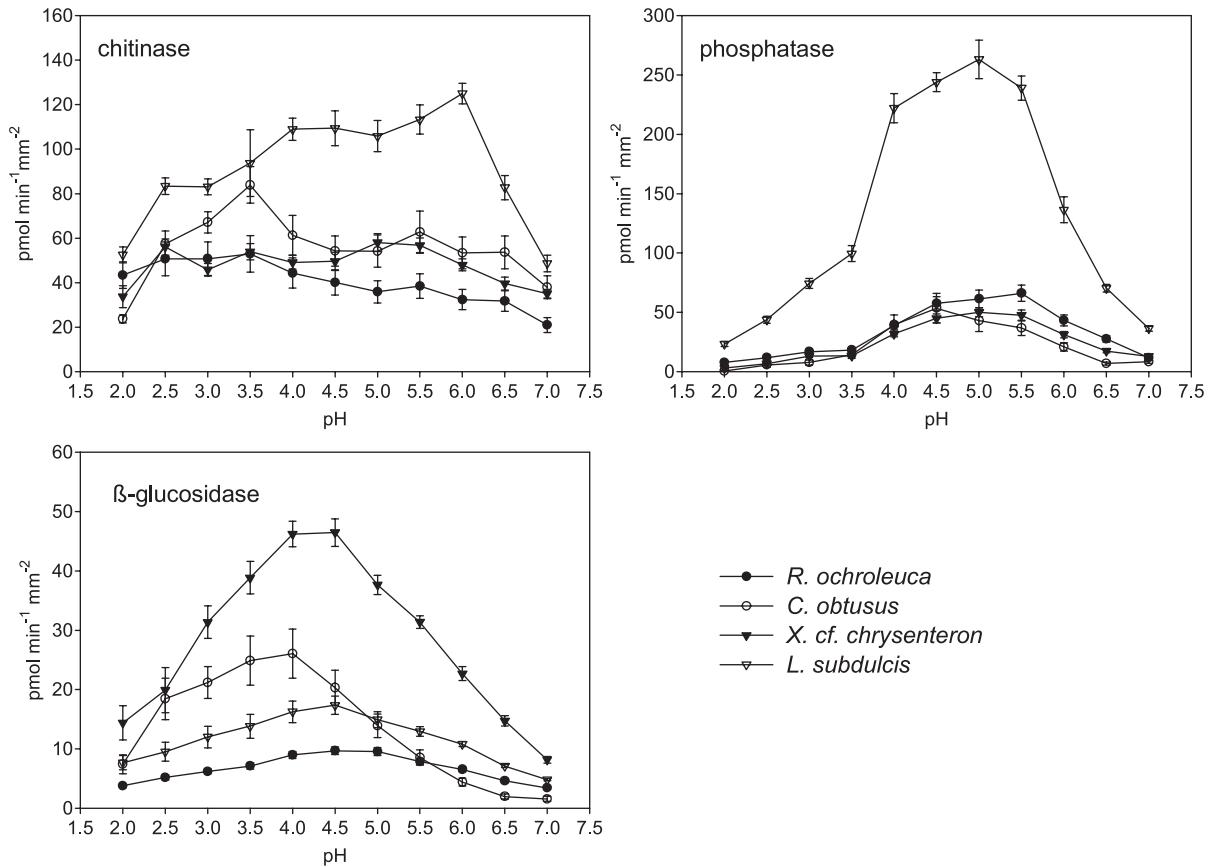 chitinase
pmol min⁻¹mm⁻²
160
140
120
100
80
60
40
20
0
1.5 2.0 2.5 3.0 3.5 4.0 4.5 5.0 5.5 6.0 6.5 7.0 7.5
pH
phosphatase
pmol min⁻¹ mm⁻²
300
250
200
150
100
50
0
1.5 2.0 2.5 3.0 3.5 4.0 4.5 5.0 5.5 6.0 6.5 7.0 7.5
pH
ß-glucosidase
pmol min⁻¹ mm⁻²
60
50
40
30
20
10
0
1.5 2.0 2.5 3.0 3.5 4.0 4.5 5.0 5.5 6.0 6.5 7.0 7.5
pH
R. ochroleuca
C. obtusus
X. cf. chrysenteron
L. subdulcis